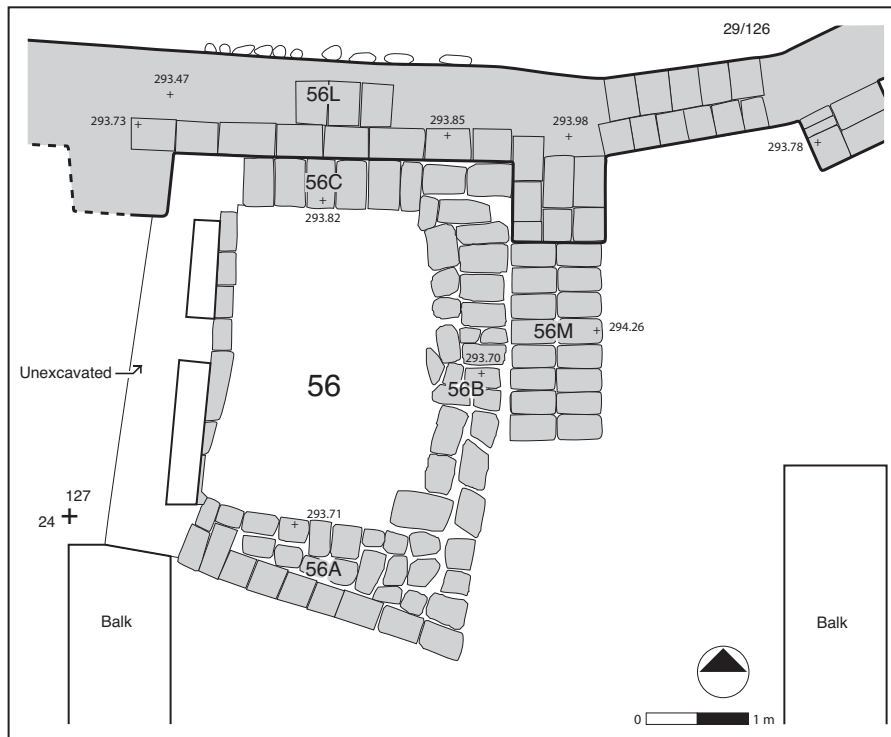 29/126
293.47
56L
293.73
293.85
293.98
293.78
56C
293.82
56M
294.26
293.70
Unexcavated
56
56B
127
24
293.71
56A
Balk
Balk
0
1 m